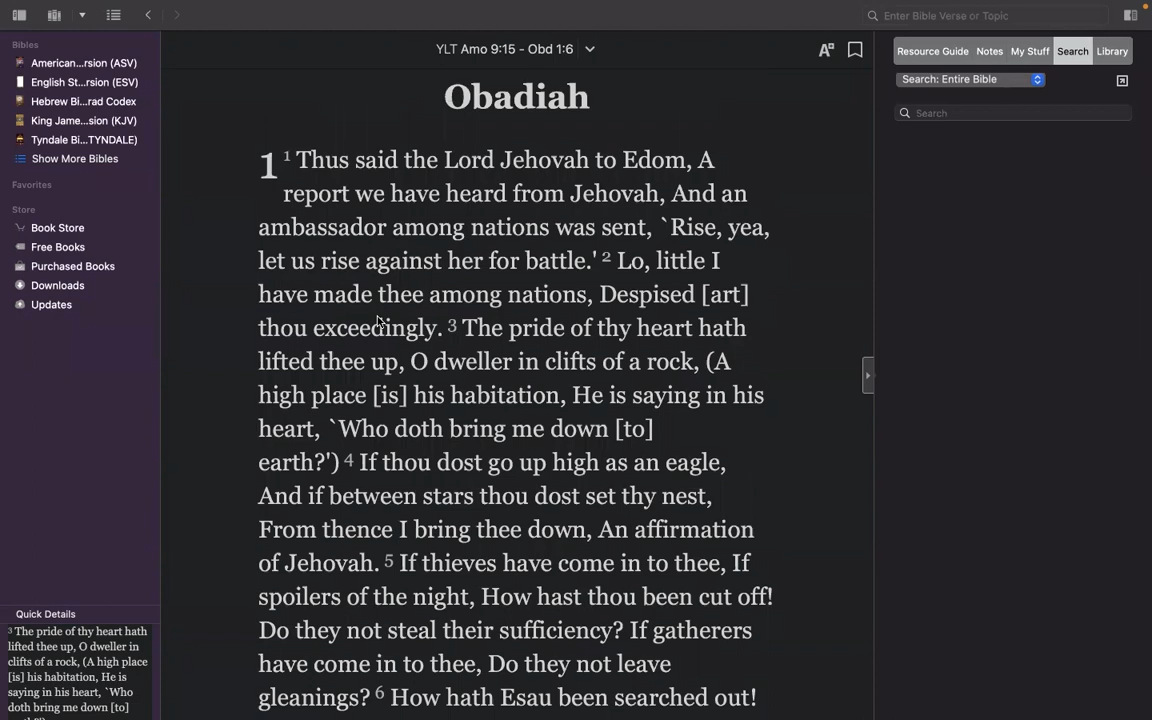 Enter Bible Verse or Topic
Bibles
American...rsion (ASV)
English St...rsion (ESV)
Hebrew Bi...rad Codex
King Jame...sion (KJV)
Tyndale Bi...TYNDALE)
Show More Bibles
Favorites
Store
Book Store
Free Books
Purchased Books
Downloads
Updates
Quick Details
3 The pride of thy heart hath
lifted thee up, O dweller in
clifts of a rock, (A high place
[is] his habitation, He is
saying in his heart, `Who
doth bring me down [to]
YLT Amo 9:15 - Obd 1:6
Obadiah
1 1 Thus said the Lord Jehovah to Edom, A
report we have heard from Jehovah, And an
ambassador among nations was sent, `Rise, yea,
let us rise against her for battle.' 2 Lo, little I
have made thee among nations, Despised [art]
thou exceedingly. 3 The pride of thy heart hath
lifted thee up, O dweller in clifts of a rock, (A
high place [is] his habitation, He is saying in his
heart, `Who doth bring me down [to]
earth?') 4 If thou dost go up high as an eagle,
And if between stars thou dost set thy nest,
From thence I bring thee down, An affirmation
of Jehovah. 5 If thieves have come in to thee, If
spoilers of the night, How hast thou been cut off!
Do they not steal their sufficiency? If gatherers
have come in to thee, Do they not leave
gleanings? 6 How hath Esau been searched out!
Resource Guide Notes My Stuff Search Library
Search: Entire Bible
Search